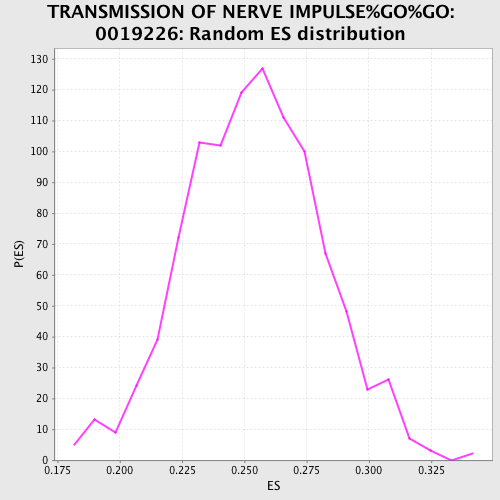 TRANSMISSION OF NERVE IMPULSE%GO%GO:
0019226: Random ES distribution
130
120
110
100
90
80
70
60
50
40
30
20
10
0
P(ES)
0.175 0.200 0.225 0.250 0.275 0.300 0.325
ES